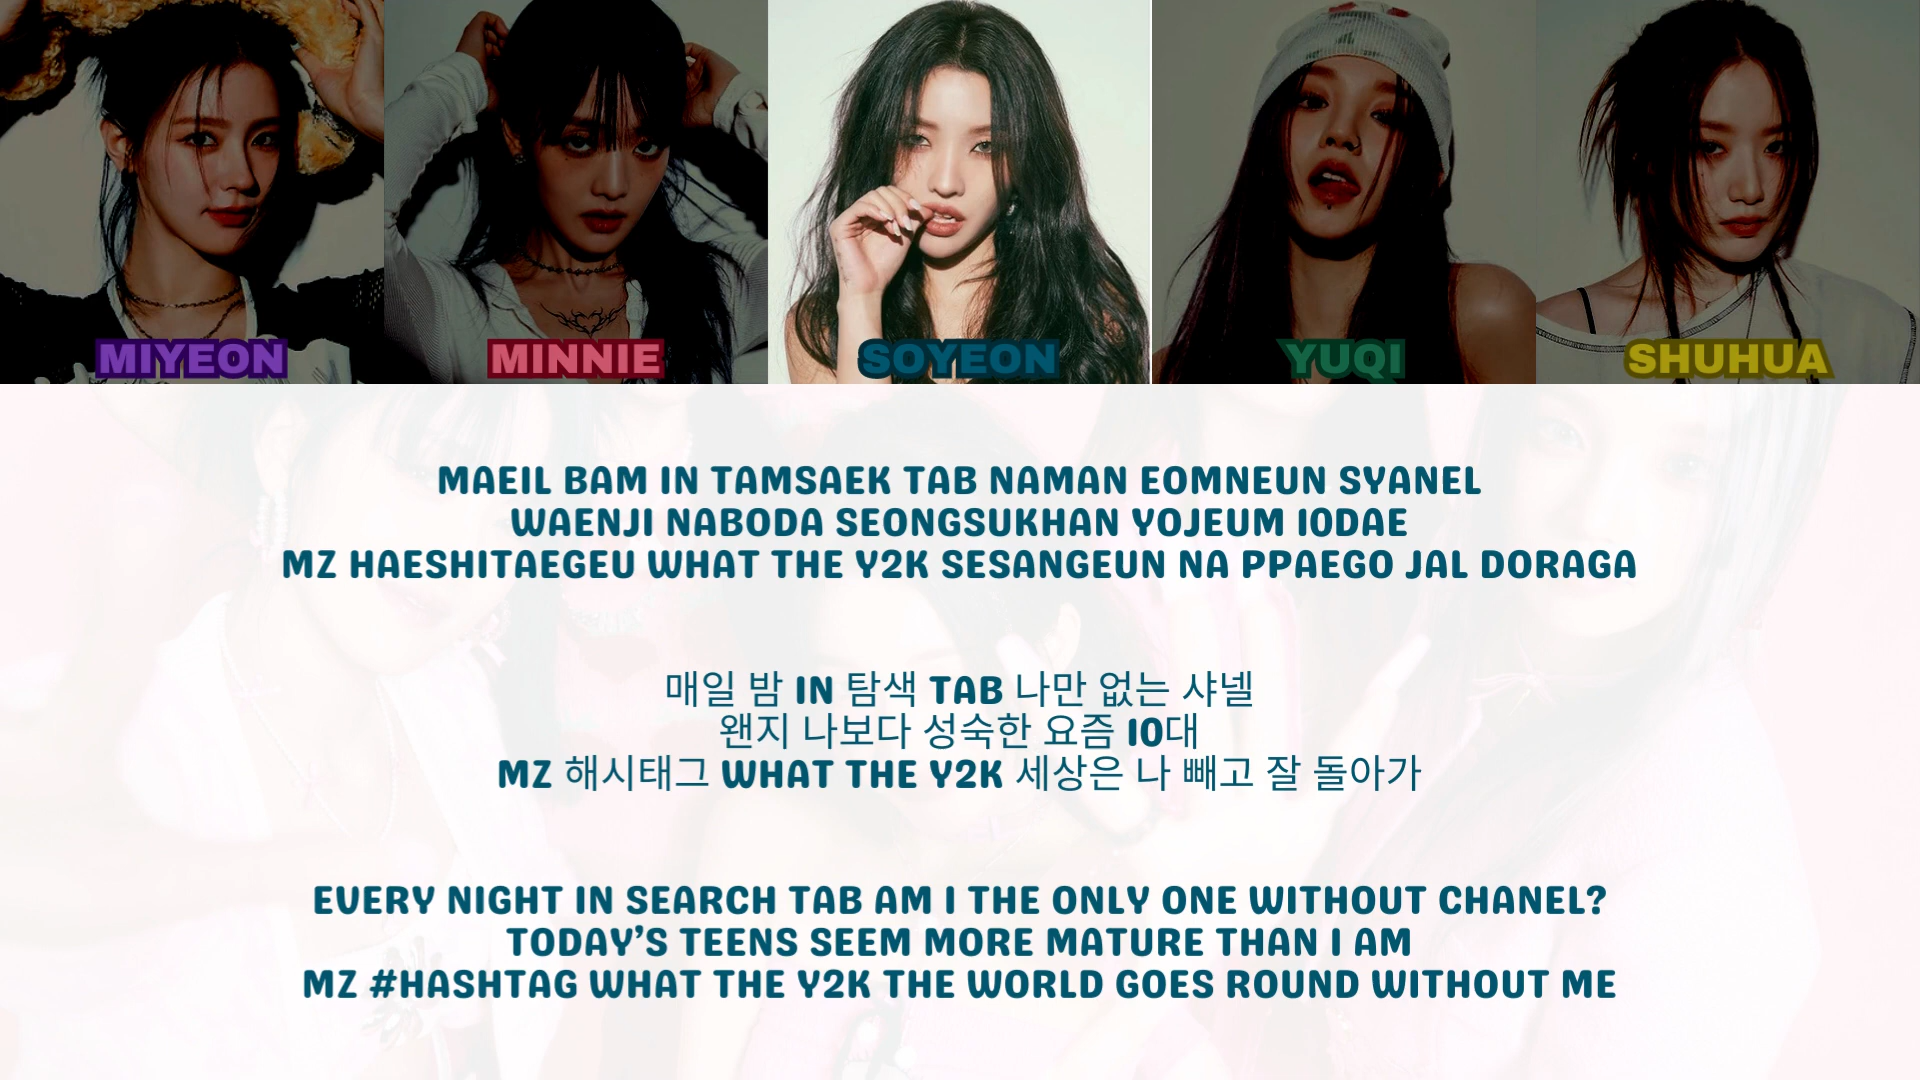 MIYEON
MINNIE
SOYEON
YUQI
SHUHUA
MAEIL BAM IN TAMSAEK TAB NAMAN EOMNEUN SYANEL
WAENJI NABODA SEONGSUKHAN YOJEUM 10DAE
MZ HAESHITAEGEU WHAT THE Y2K SESANGEUN NA PPAEGO JAL DORAGA
매일 밤 IN 탐색 TAB 나만 없는 샤넬
왠지 나보다 성숙한 요즘 10대
MZ 해시태그 WHAT THE Y2K 세상은 나 빼고 잘 돌아가
EVERY NIGHT IN SEARCH TAB AM I THE ONLY ONE WITHOUT CHANEL?
TODAY’S TEENS SEEM MORE MATURE THAN I AM
MZ #HASHTAG WHAT THE Y2K THE WORLD GOES ROUND WITHOUT ME